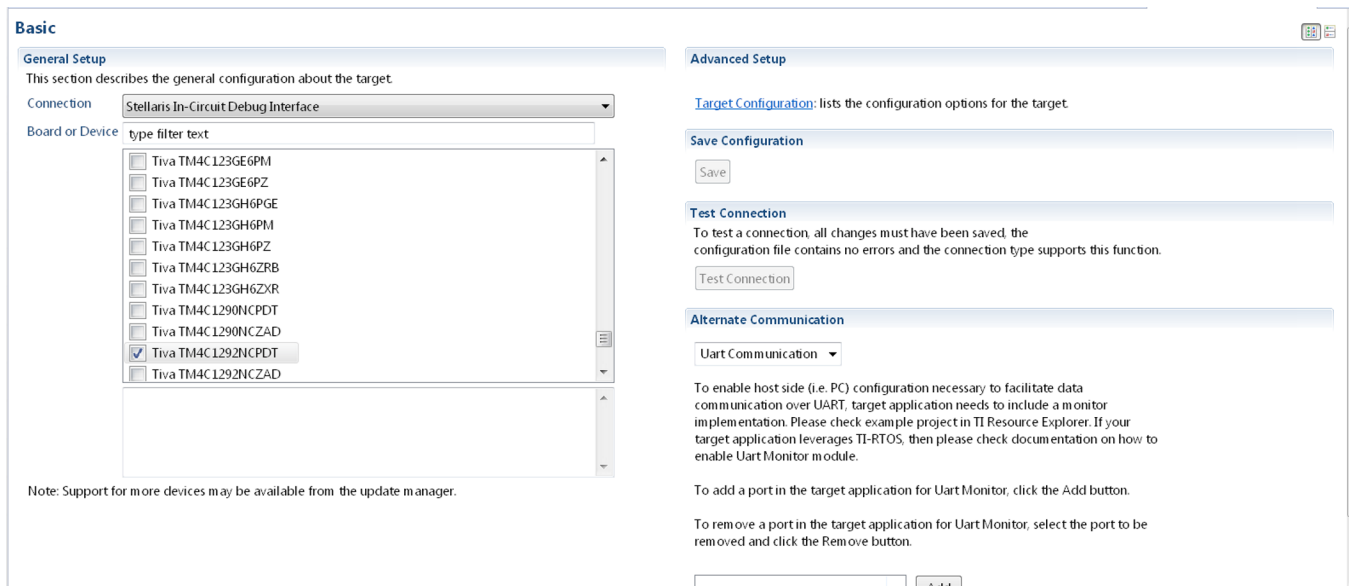 Basic
General Setup
This section describes the general configuration about the target.
Connection
Stellaris In-Circuit Debug Interface
Board or Device
type filter text
Tiva TM4C123GE6PM
Tiva TM4C123GE6PZ
Tiva TM4C123GH6PGE
Tiva TM4C123GH6PM
Tiva TM4C123GH6PZ
Tiva TM4C123GH6ZRB
Tiva TM4C123GH6ZXR
Tiva TM4C1290NCPDT
Tiva TM4C1290NCZAD
Tiva TM4C1292NCPDT
Tiva TM4C1292NCZAD
Note: Support for more devices may be available from the update manager.
Advanced Setup
Target Configuration: lists the configuration options for the target.
Save Configuration
Save
Test Connection
To test a connection, all changes must have been saved, the
configuration file contains no errors and the connection type supports this function.
Test Connection
Alternate Communication
Uart Communication
To enable host side (i.e. PC) configuration necessary to facilitate data
communication over UART, target application needs to include a monitor
implementation. Please check example project in TI Resource Explorer. If your
target application leverages TI-RTOS, then please check documentation on how to
enable Uart Monitor module.
To add a port in the target application for Uart Monitor, click the Add button.
To remove a port in the target application for Uart Monitor, select the port to be
removed and click the Remove button.
Add